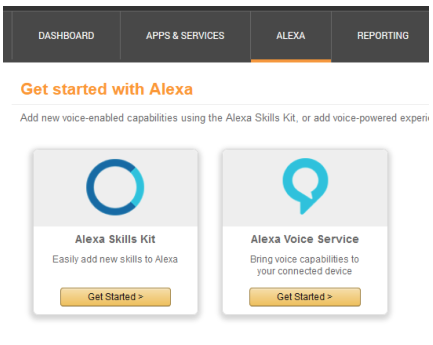 DASHBOARD APPS & SERVICES ALEXA REPORTING
Get started with Alexa
Add new voice-enabled capabilities using the Alexa Skills Kit, or add voice-powered
Alexa Skills Kit
Easily add new skills to Alexa
Get Started >
Alexa Voice Service
Bring voice capabilities to
your connected device
Get Started >